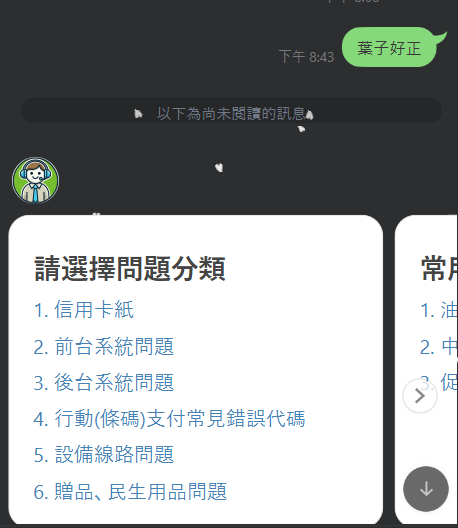 下午 8:43
葉子好正
以下為尚未閱讀的訊息
請選擇問題分類
1. 信用卡紙
2. 前台系統問題
3. 後台系統問題
4. 行動(條碼)支付常見錯誤代碼
5. 設備線路問題
6. 贈品、民生用品問題
常用
1. 油
2. 中
3. 促